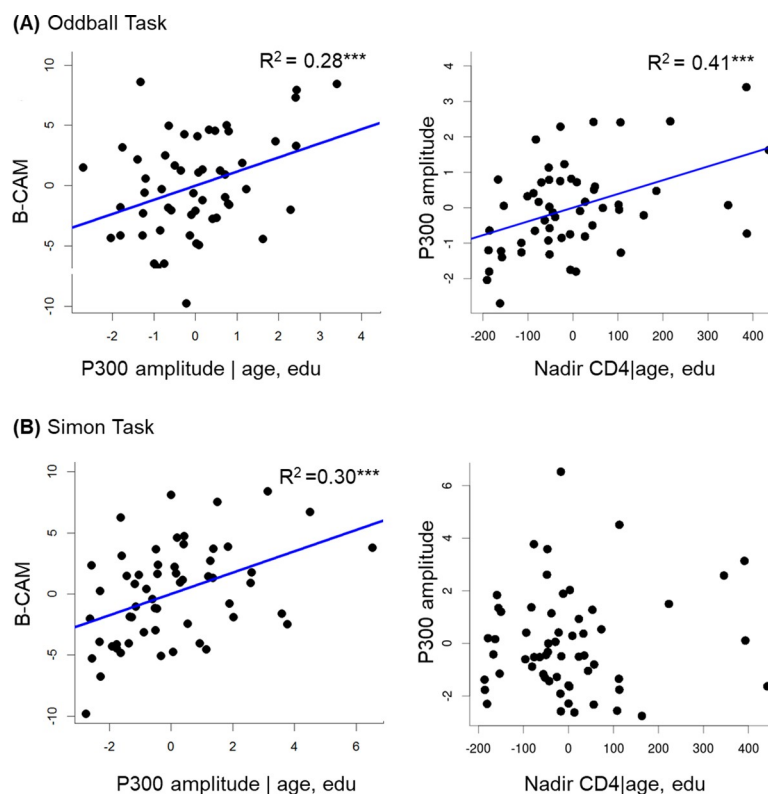 (A) Oddball Task
R² = 0.28***
10
5
0
-5
-10
B-CAM
-2 -1 0 1 2 3 4
P300 amplitude | age, edu
R² = 0.41***
4
3
2
1
0
-1
-2
P300 amplitude
-200 -100 0 100 200 300 400
Nadir CD4|age, edu
(B) Simon Task
R² =0.30***
10
5
0
-5
-10
B-CAM
-2 0 2 4 6
P300 amplitude | age, edu
6
4
2
0
-2
P300 amplitude
-200 -100 0 100 200 300 400
Nadir CD4|age, edu